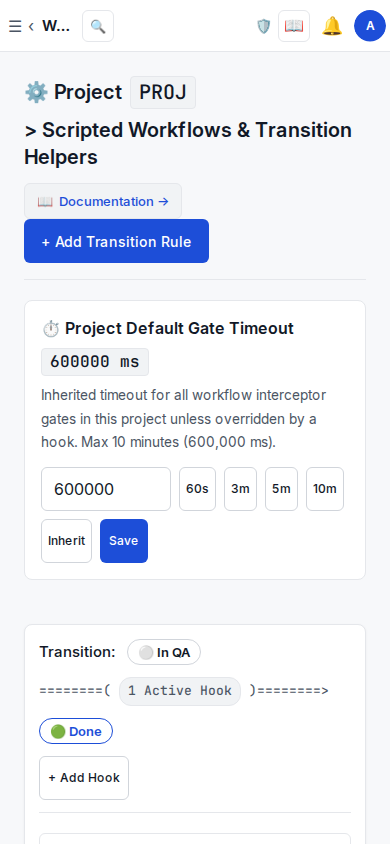 ☰ ‹ W... 🔍 🛡️ 📖 🔔 A
⚙️ Project PROJ
> Scripted Workflows & Transition
Helpers
📖 Documentation →
+ Add Transition Rule
⏱️ Project Default Gate Timeout
600000 ms
Inherited timeout for all workflow interceptor
gates in this project unless overridden by a
hook. Max 10 minutes (600,000 ms).
600000 60s 3m 5m 10m
Inherit Save
Transition: ⚪ In QA
========( 1 Active Hook )========>
🟢 Done
+ Add Hook